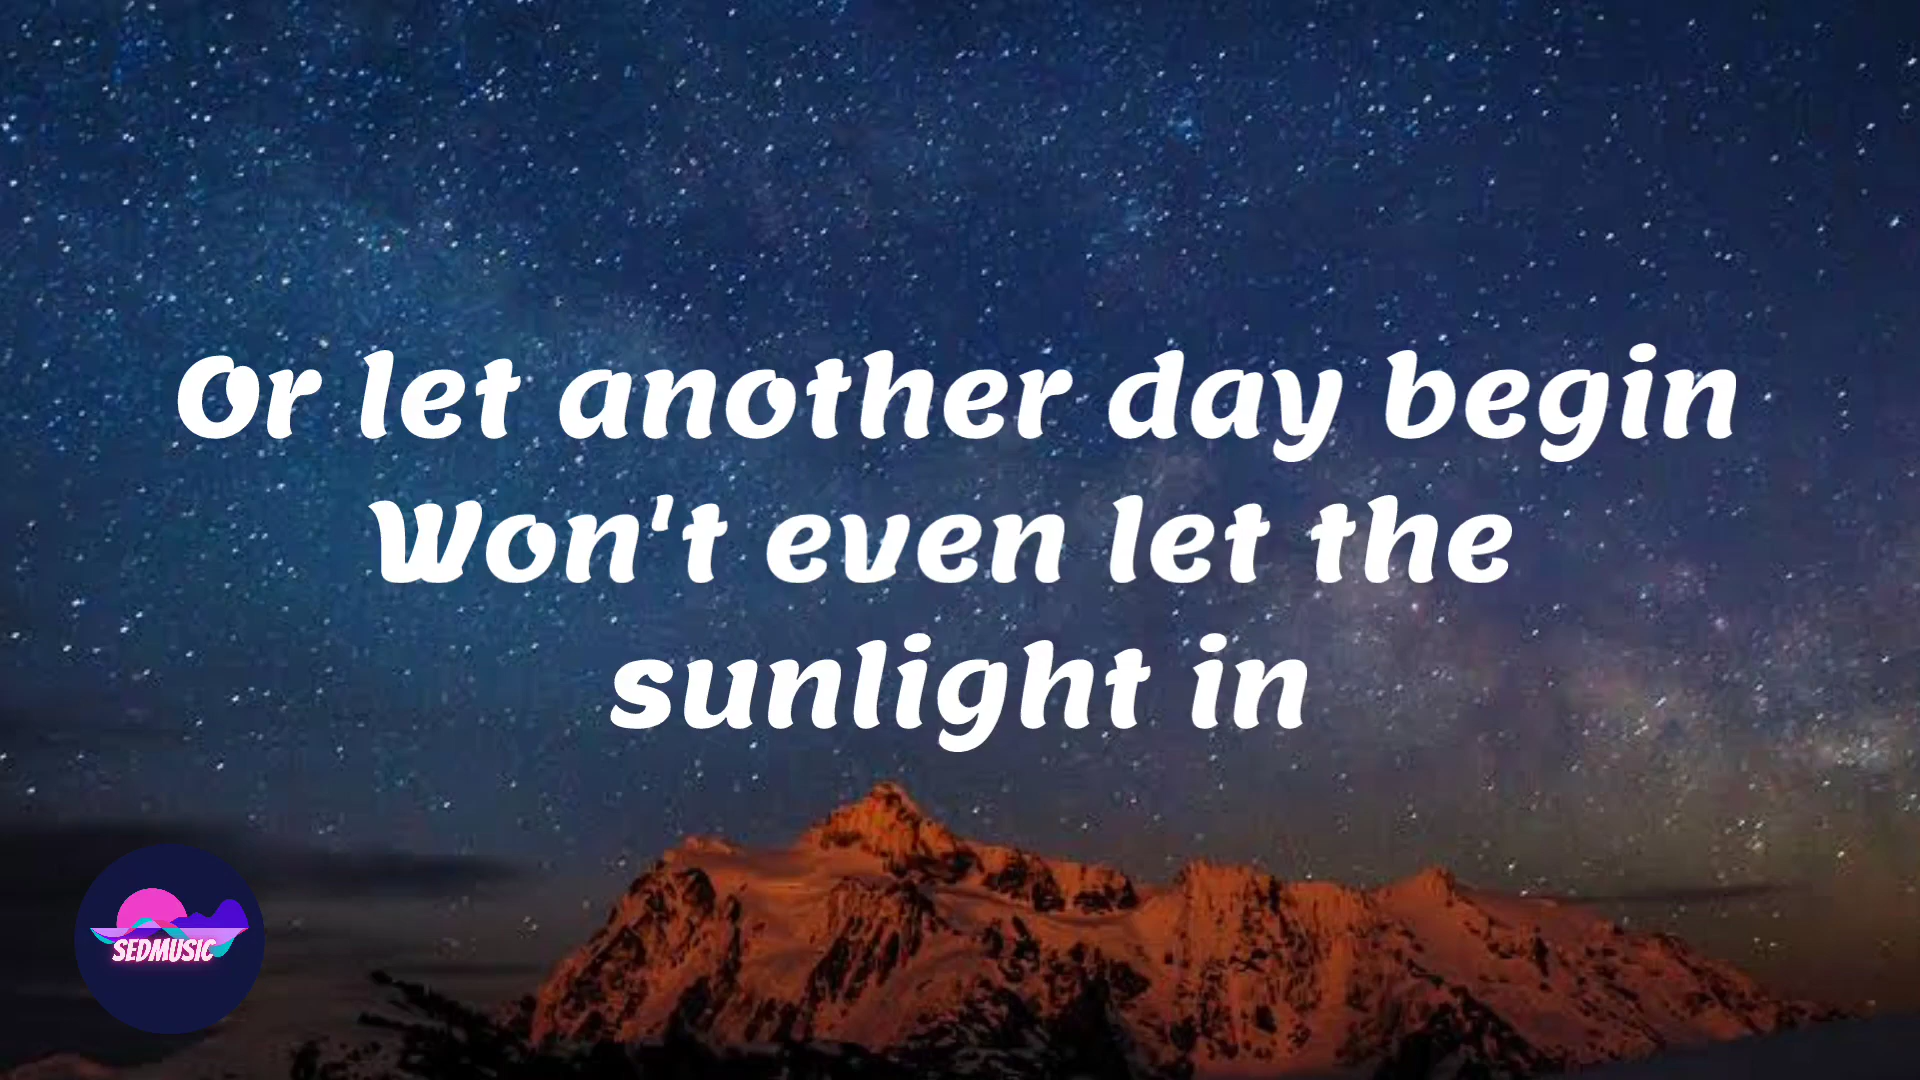 Or let another day begin
Won't even let the
sunlight in
SEDMUSIC